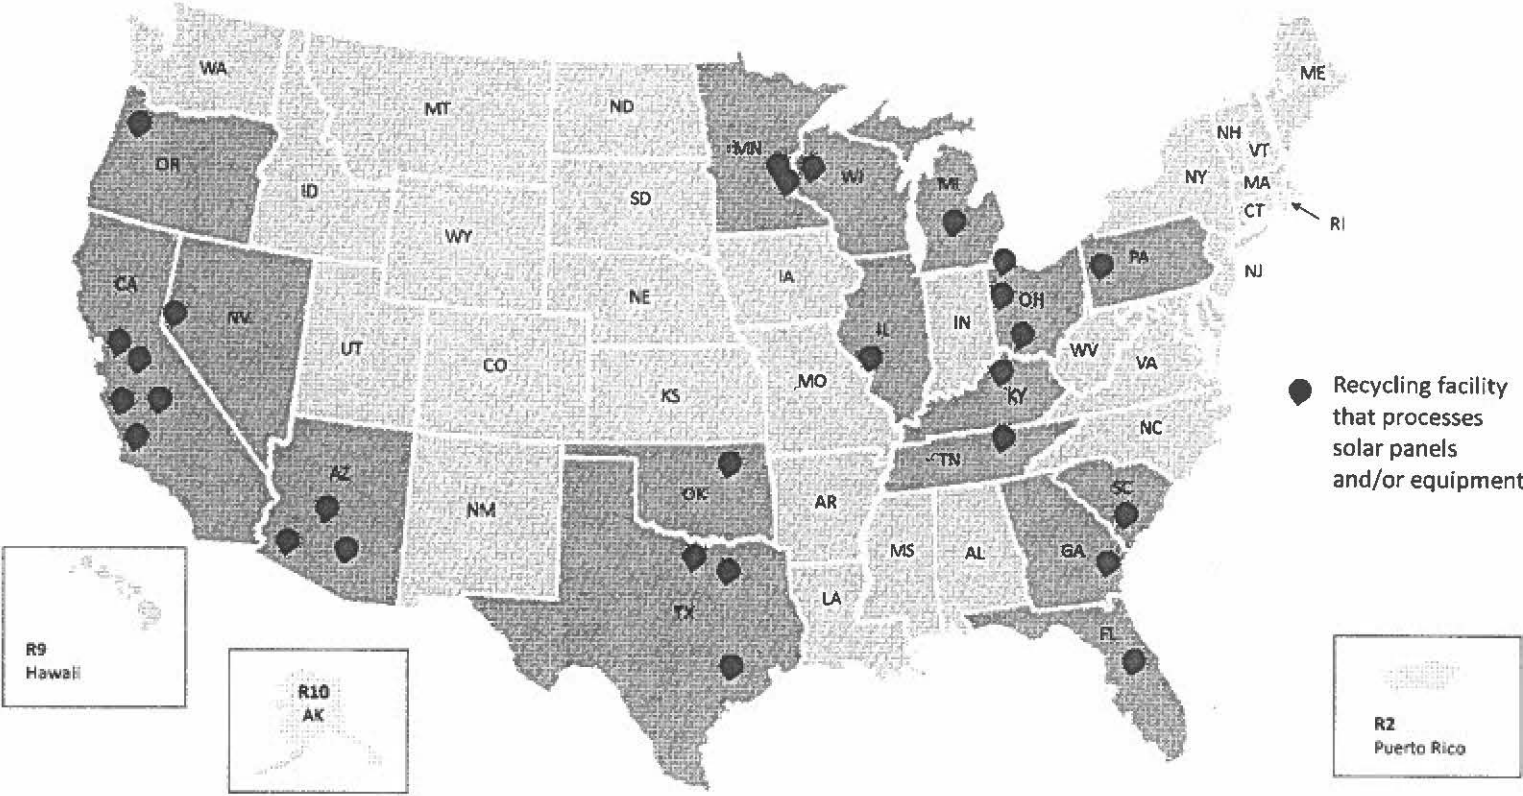 WA
MT
ND
ME
OR
ID
MN
WI
MI
NH
VT
NY
MA
CT
RI
SD
WY
CA
NV
UT
CO
NE
IA
IL
IN
OH
PA
NJ
WV
VA
KS
MO
KY
NC
AZ
NM
OK
AR
TN
SC
TX
LA
MS
AL
GA
FL
Recycling facility
that processes
solar panels
and/or equipment
R9
Hawaii
R10
AK
R2
Puerto Rico